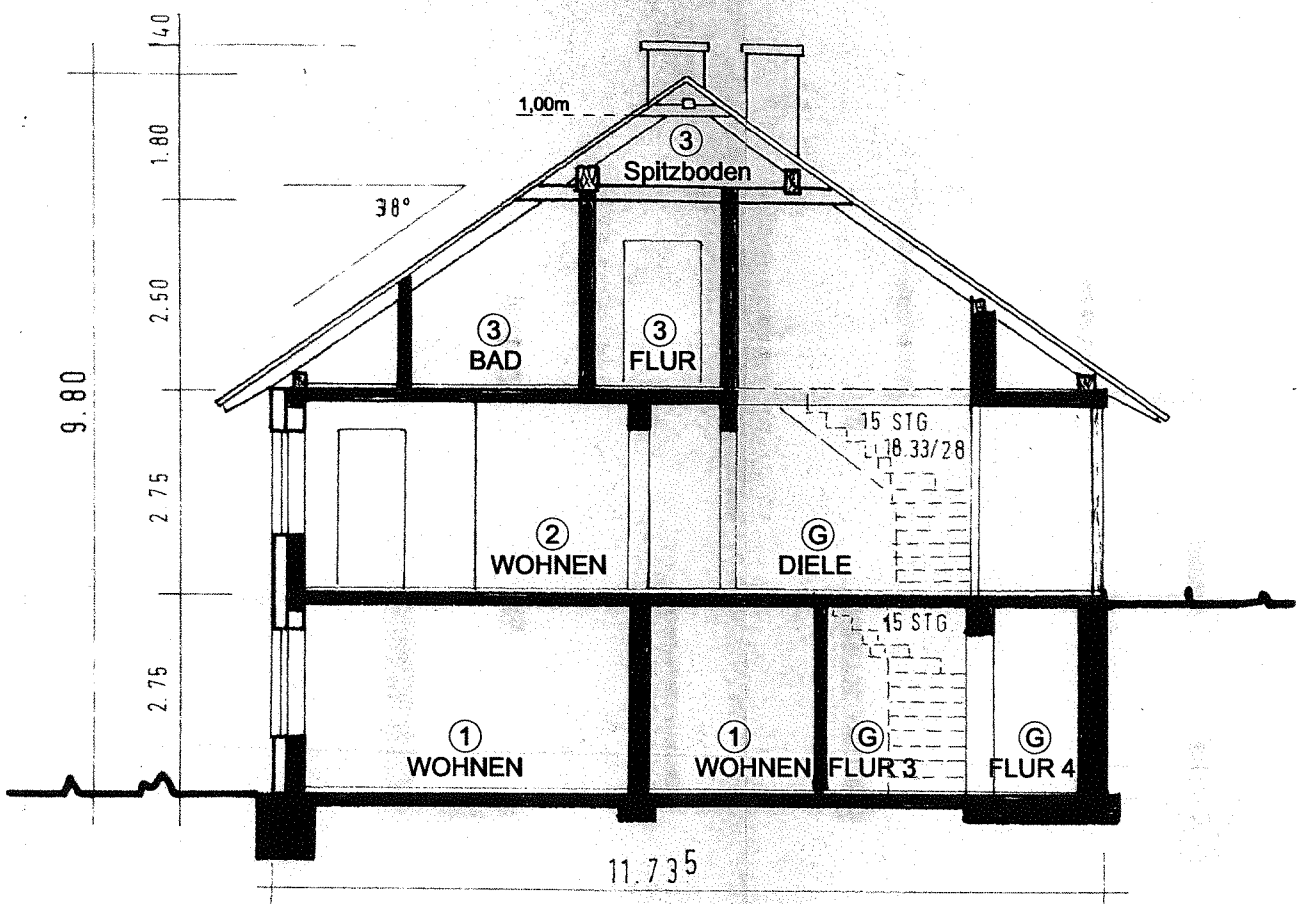 1,00m
③
Spitzboden
38°
③
BAD
③
FLUR
15 STG
18.33/28
②
WOHNEN
Ⓖ
DIELE
15 STG.
①
WOHNEN
①
WOHNEN
Ⓖ
FLUR 3
Ⓖ
FLUR 4
140
1.80
2.50
2 75
2.75
9.80
11.73⁵